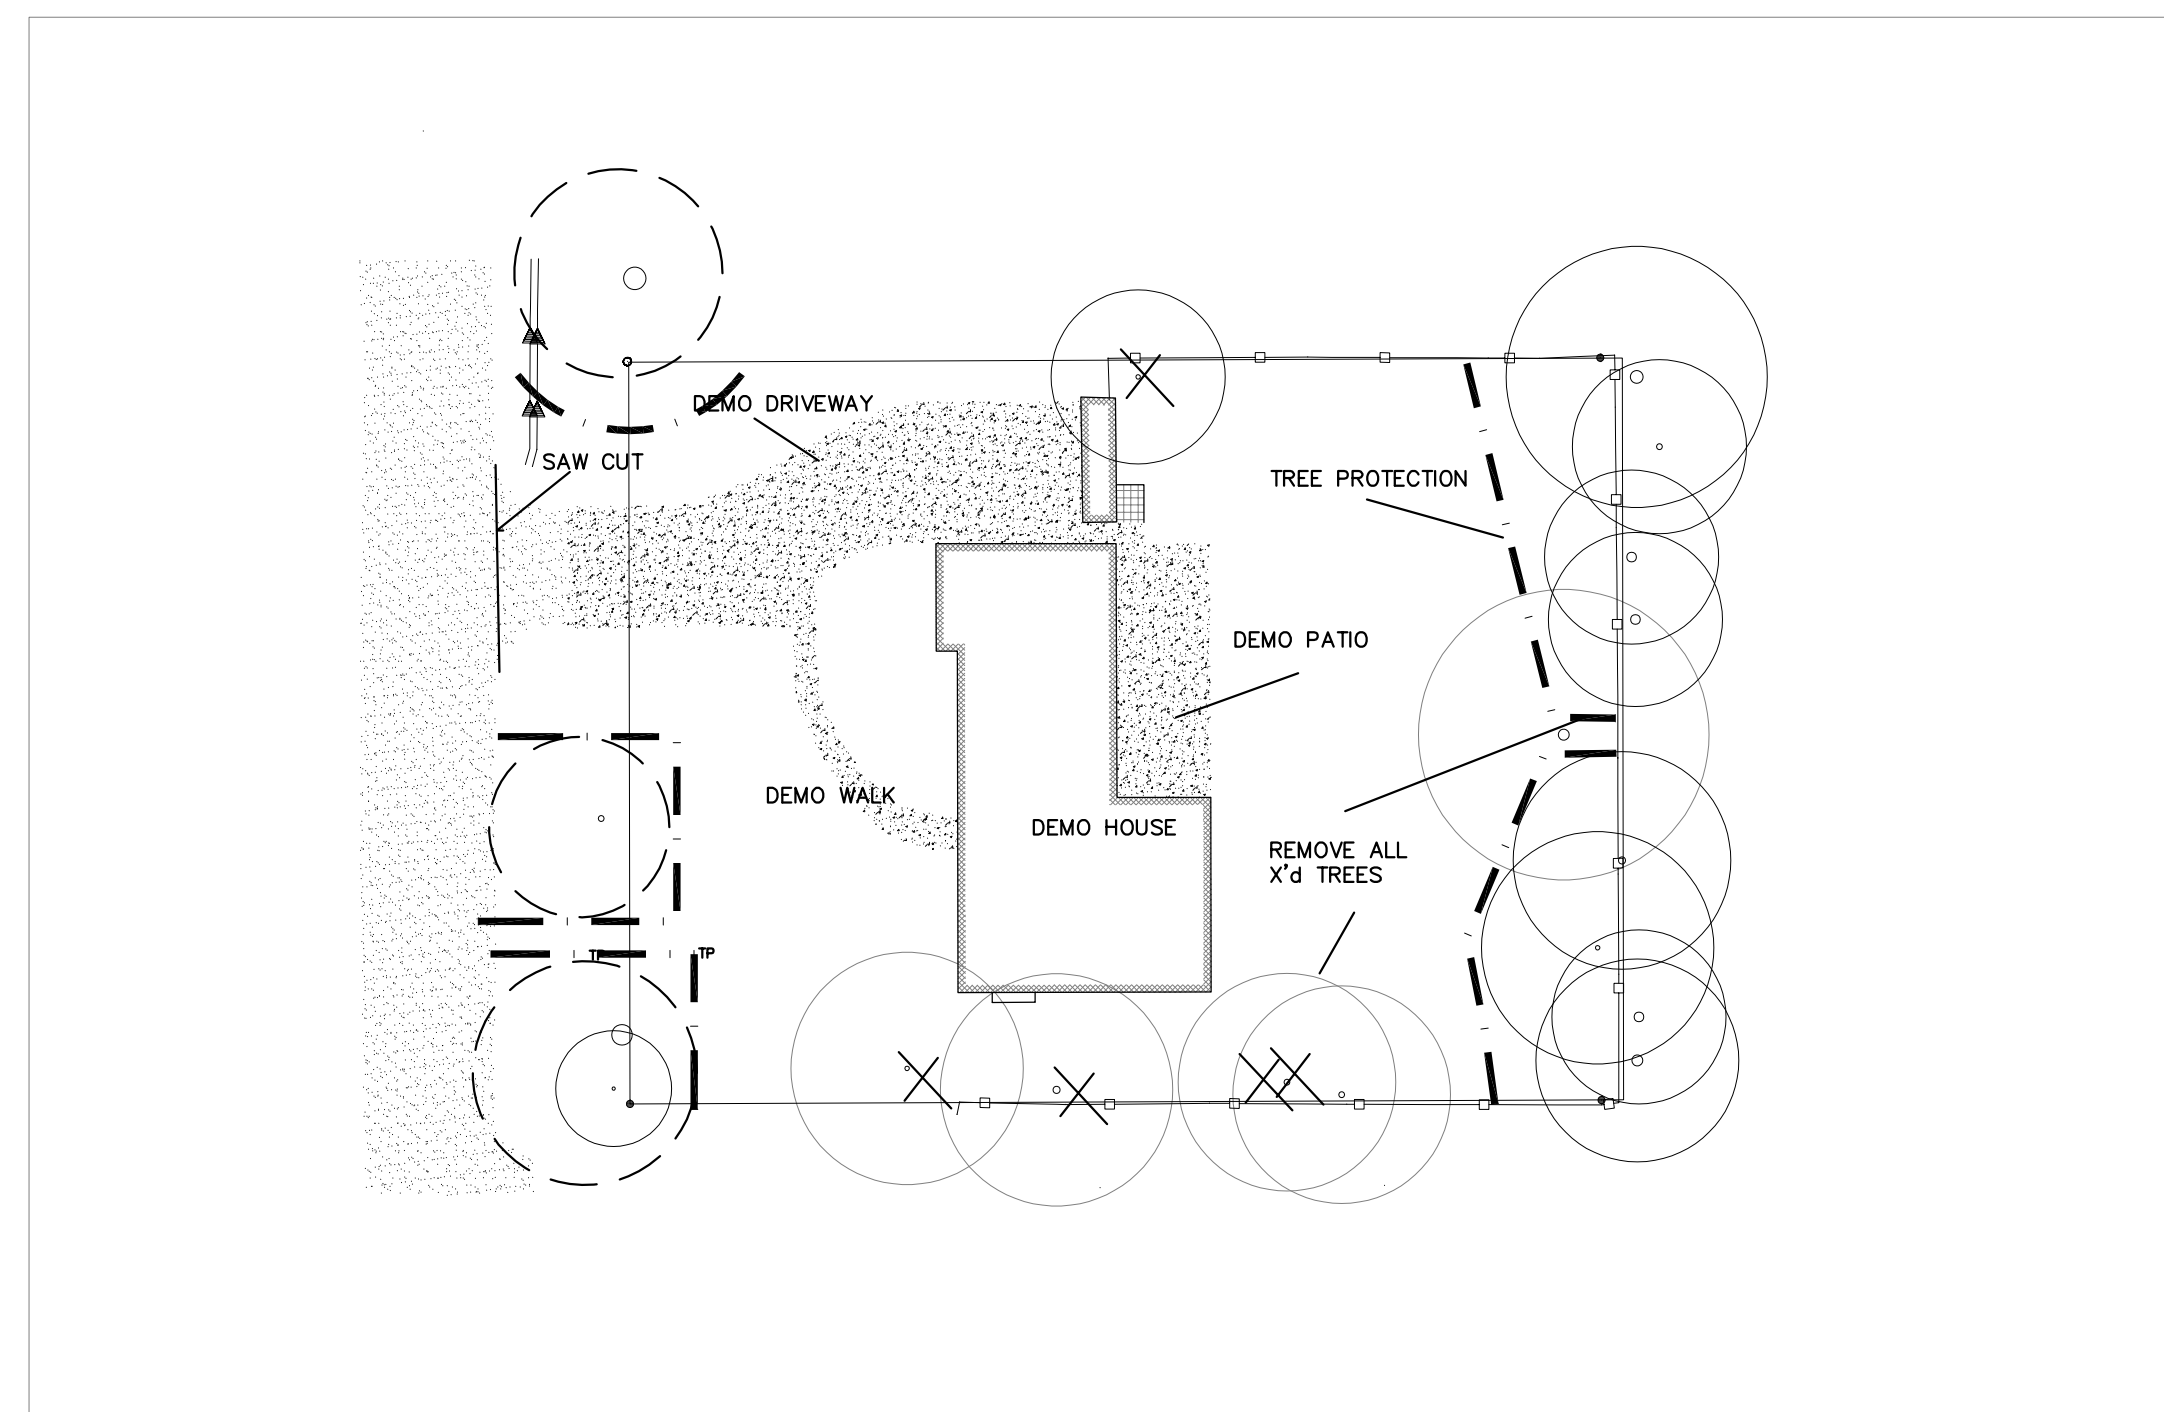 DEMO DRIVEWAY
SAW CUT
TREE PROTECTION
DEMO PATIO
DEMO WALK
DEMO HOUSE
REMOVE ALL
X'd TREES
TP
TP